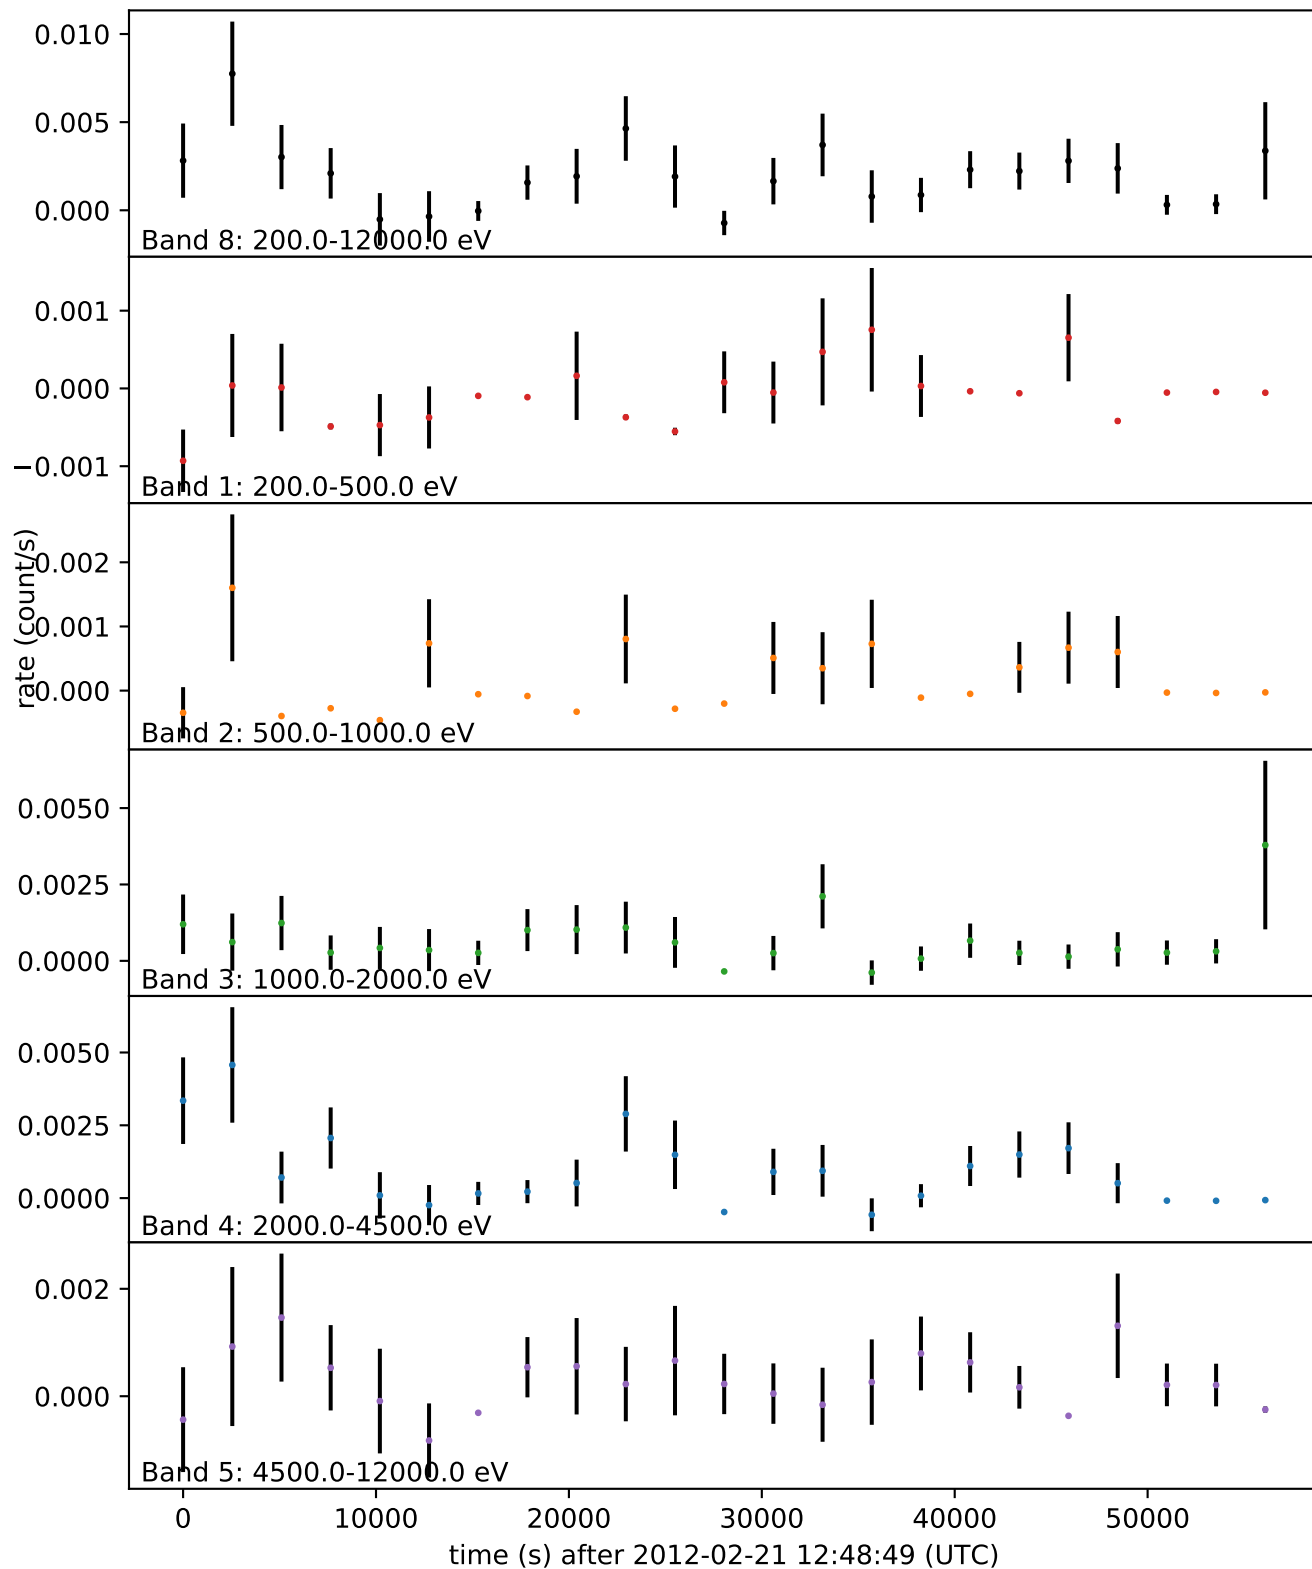 0.010
0.005
0.000
Band 8: 200.0-12000.0 eV
0.001
0.000
−0.001
Band 1: 200.0-500.0 eV
rate (count/s)
0.002
0.001
0.000
Band 2: 500.0-1000.0 eV
0.0050
0.0025
0.0000
Band 3: 1000.0-2000.0 eV
0.0050
0.0025
0.0000
Band 4: 2000.0-4500.0 eV
0.002
0.000
Band 5: 4500.0-12000.0 eV
0 10000 20000 30000 40000 50000
time (s) after 2012-02-21 12:48:49 (UTC)